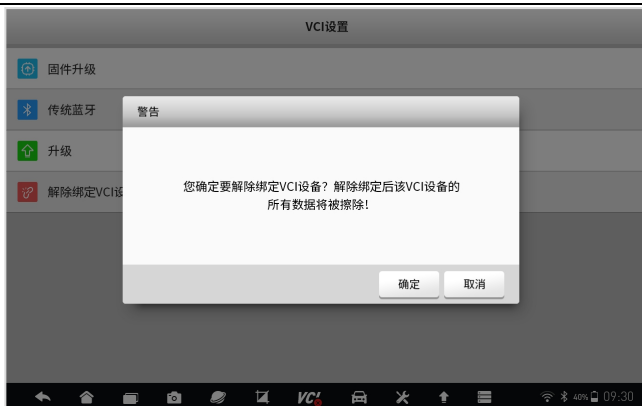 VCI设置
固件升级
传统蓝牙
警告
升级
您确定要解除绑定VCI设备？解除绑定后该VCI设备的
所有数据将被擦除！
解除绑定VCI设
确定
取消
VCI
40%
09:30